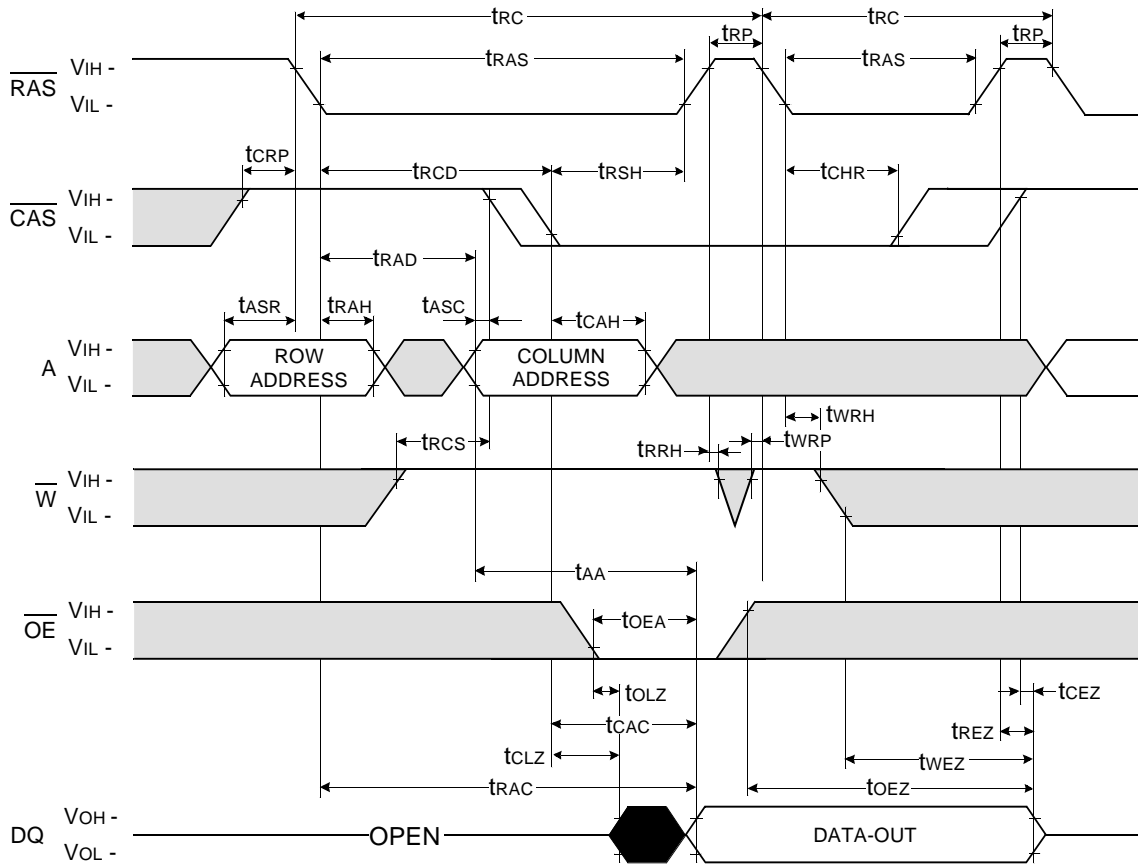 tRC tRC
tRP tRP
RAS VIH - tRAS tRAS
VIL -
tCRP tRCD tRSH tCHR
CAS VIH -
VIL -
tRAD
tASR tRAH tASC tCAH
A VIH - ROW ADDRESS COLUMN ADDRESS
VIL -
tWRH
tRCS tRRH tWRP
W VIH -
VIL -
tAA
OE VIH - tOEA
VIL -
tOLZ tCEZ
tCAC tREZ
tCLZ tWEZ
tRAC tOEZ
DQ VOH - OPEN DATA-OUT
VOL -